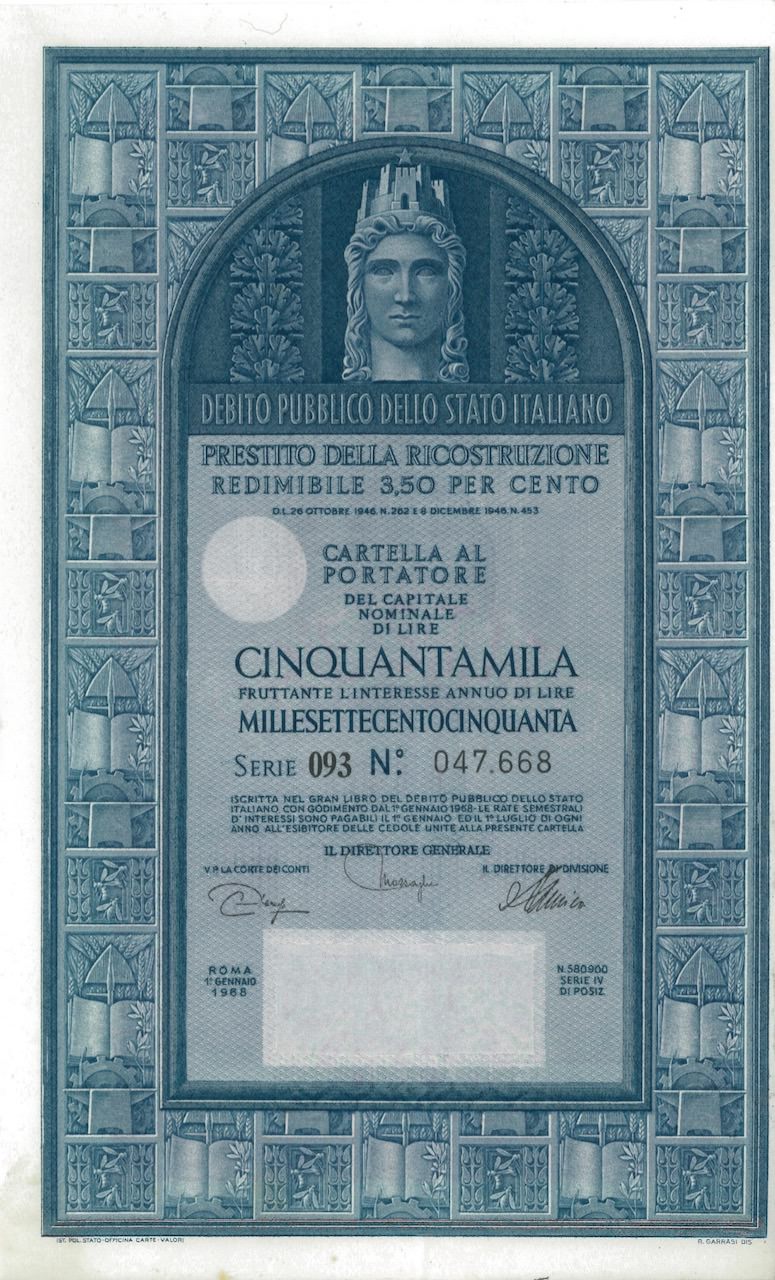 DEBITO PUBBLICO DELLO STATO ITALIANO
PRESTITO DELLA RICOSTRUZIONE
REDIMIBILE 3,50 PER CENTO
D.L. 26 OTTOBRE 1946. N. 262 E 8 DICEMBRE 1946. N. 453
CARTELLA AL
PORTATORE
DEL CAPITALE
NOMINALE
DI LIRE
CINQUANTAMILA
FRUTTANTE L'INTERESSE ANNUO DI LIRE
MILLESETTECENTOCINQUANTA
SERIE 093 N.o 047.668
ISCRITTA NEL GRAN LIBRO DEL DEBITO PUBBLICO DELLO STATO
ITALIANO CON GODIMENTO DAL 1° GENNAIO 1968 - LE RATE SEMESTRALI
D'INTERESSI SONO PAGABILI IL 1° GENNAIO ED IL 1° LUGLIO DI OGNI
ANNO ALL'ESIBITORE DELLE CEDOLE UNITE ALLA PRESENTE CARTELLA
IL DIRETTORE GENERALE
V. P. LA CORTE DEI CONTI
IL DIRETTORE DI DIVISIONE
ROMA
1° GENNAIO
1968
N. 580900
SERIE IV
DI POSIZ.
IST. POL. STATO - OFFICINA CARTE - VALORI
R. GARRASI DIS.